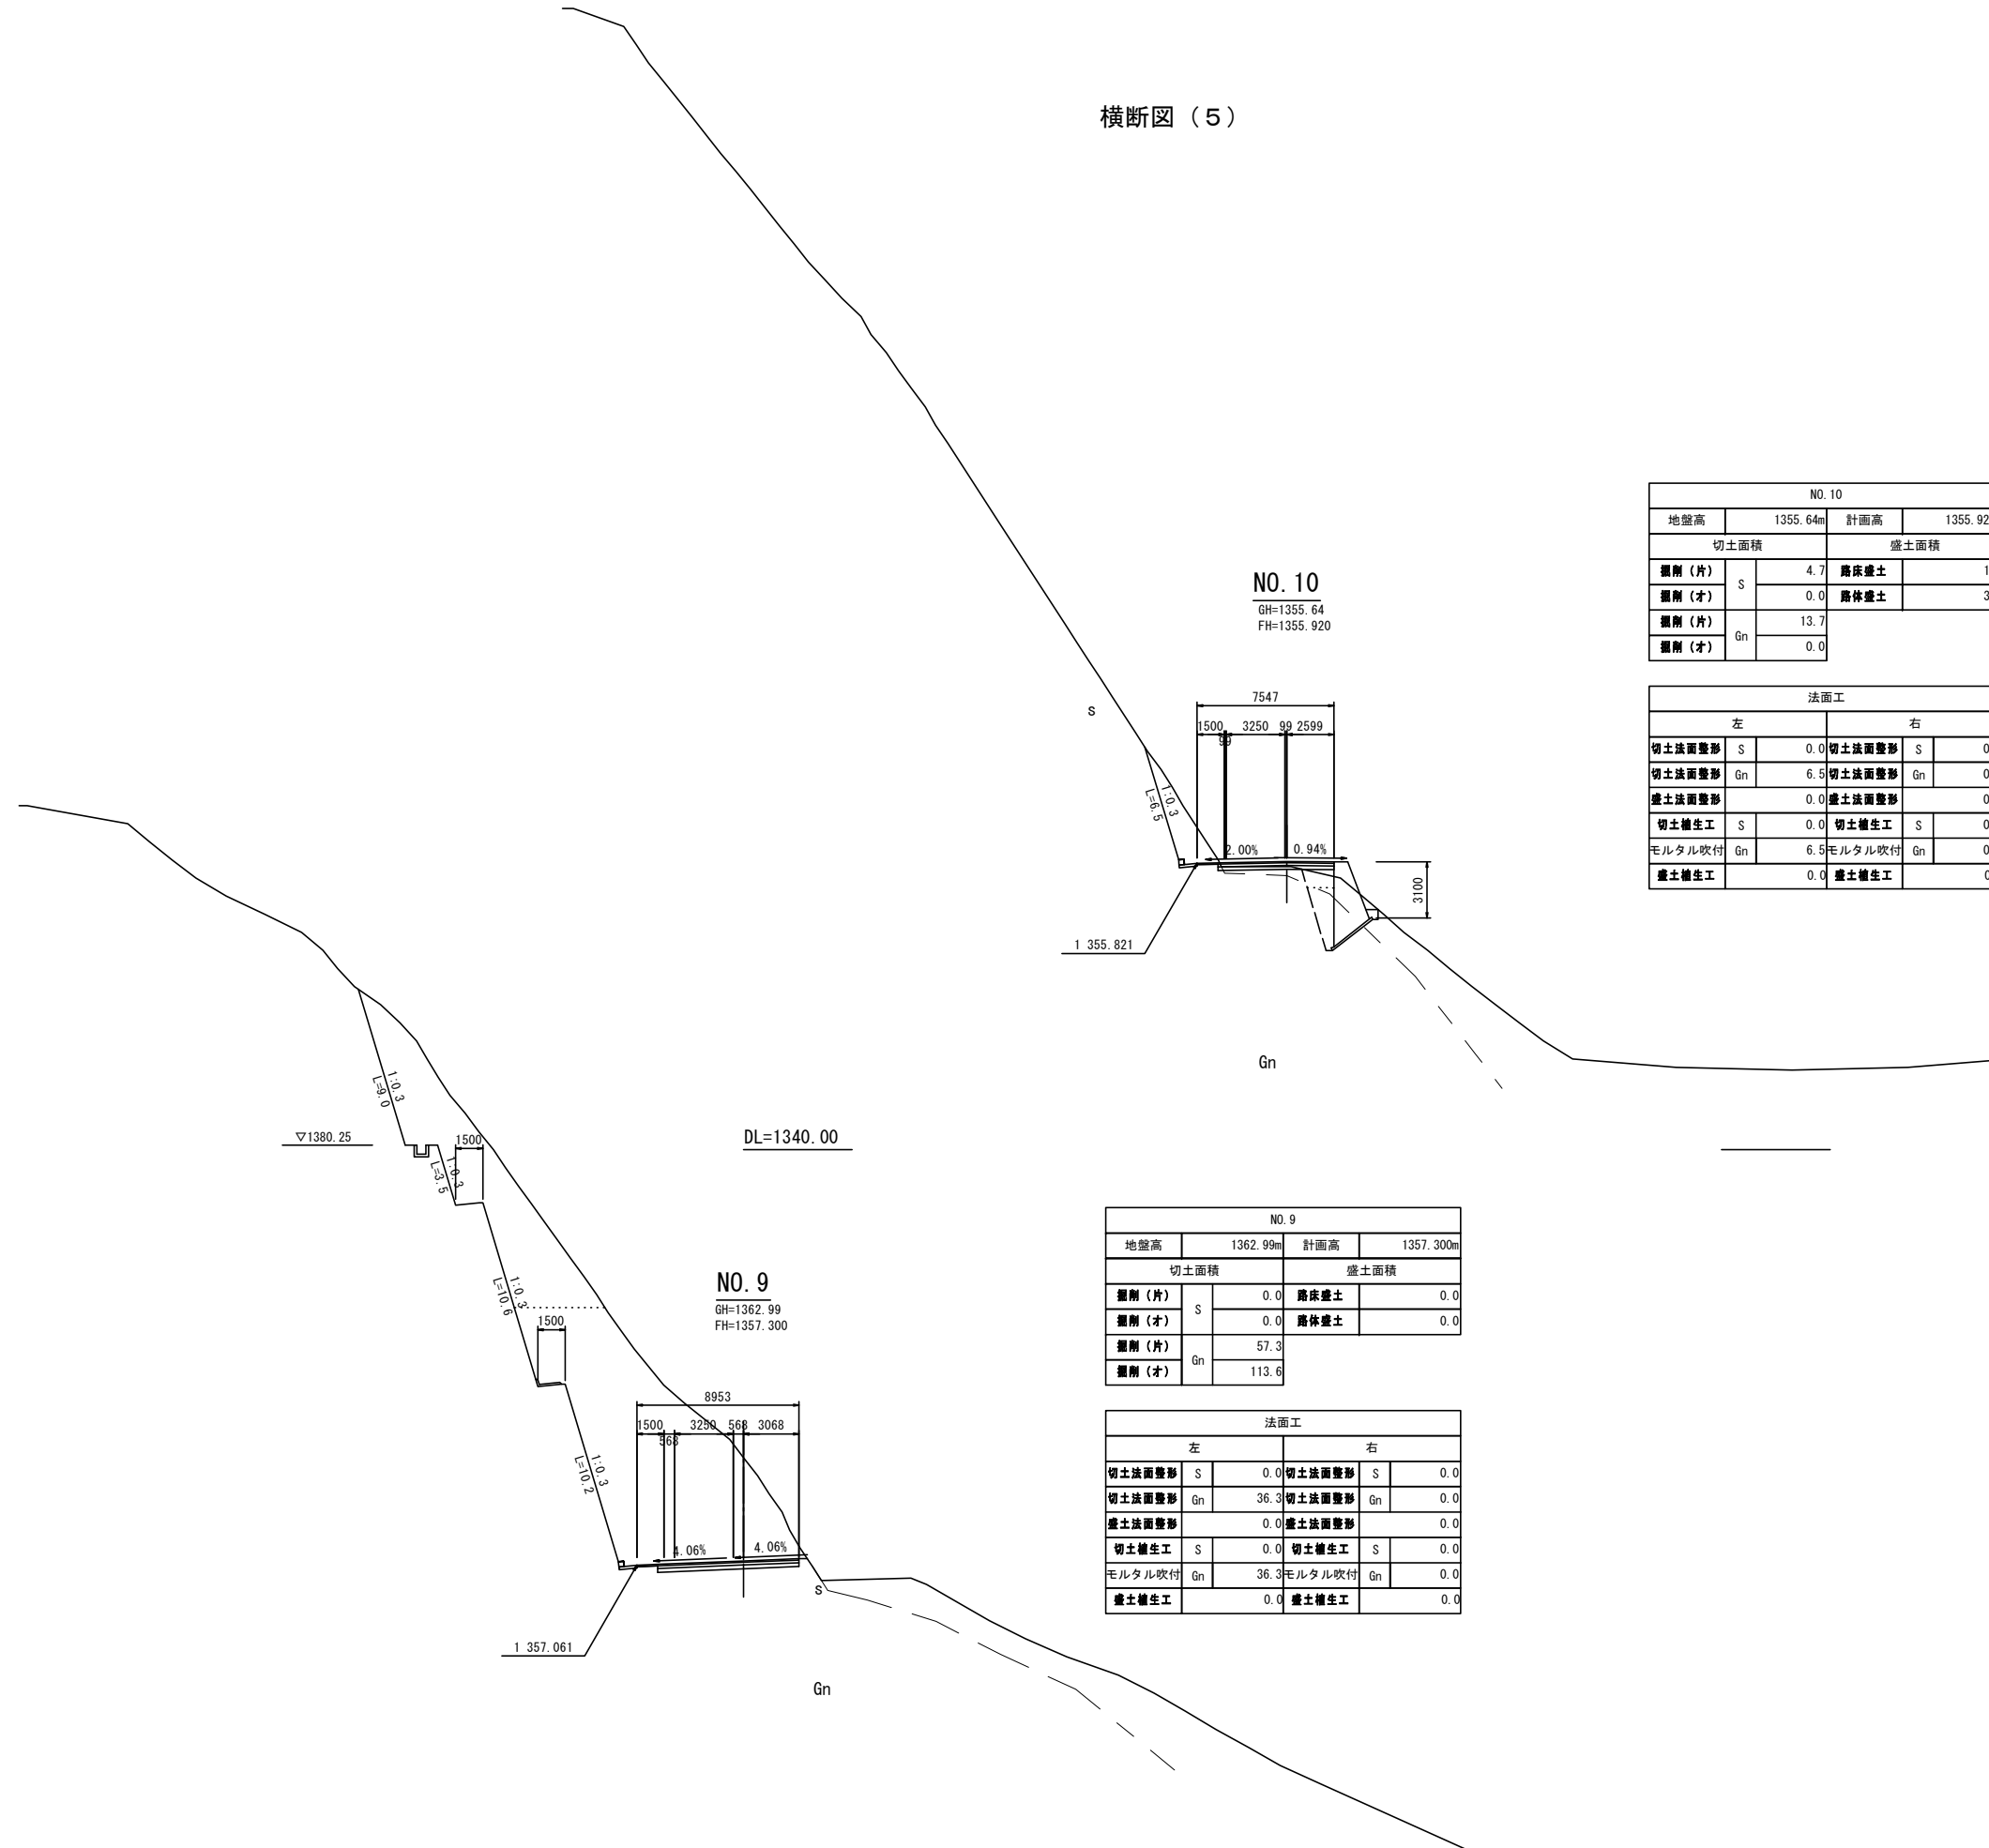 横断図（５）
NO.10
GH=1355.64
FH=1355.920
7547
1500 3250 99 2599
99
S
1:0.3
L=6.5
2.00% 0.94%
3100
1 355.821
Gn
NO.10
地盤高 1355.64m 計画高 1355.92
切土面積 盛土面積
掘削（片） S 4.7 路床盛土 1
掘削（オ） 0.0 路体盛土 3
掘削（片） Gn 13.7
掘削（オ） 0.0
法面工
左 右
切土法面整形 S 0.0 切土法面整形 S 0
切土法面整形 Gn 6.5 切土法面整形 Gn 0
盛土法面整形 0.0 盛土法面整形 0
切土植生工 S 0.0 切土植生工 S 0
モルタル吹付 Gn 6.5 モルタル吹付 Gn 0
盛土植生工 0.0 盛土植生工 0
DL=1340.00
▽1380.25
1:0.3
L=9.0
1500
1:0.3
L=3.5
1:0.3
L=10.6
1500
1:0.3
L=10.2
NO.9
GH=1362.99
FH=1357.300
8953
1500 3250 568 3068
568
4.06% 4.06%
S
1 357.061
Gn
NO.9
地盤高 1362.99m 計画高 1357.300m
切土面積 盛土面積
掘削（片） S 0.0 路床盛土 0.0
掘削（オ） 0.0 路体盛土 0.0
掘削（片） Gn 57.3
掘削（オ） 113.6
法面工
左 右
切土法面整形 S 0.0 切土法面整形 S 0.0
切土法面整形 Gn 36.3 切土法面整形 Gn 0.0
盛土法面整形 0.0 盛土法面整形 0.0
切土植生工 S 0.0 切土植生工 S 0.0
モルタル吹付 Gn 36.3 モルタル吹付 Gn 0.0
盛土植生工 0.0 盛土植生工 0.0